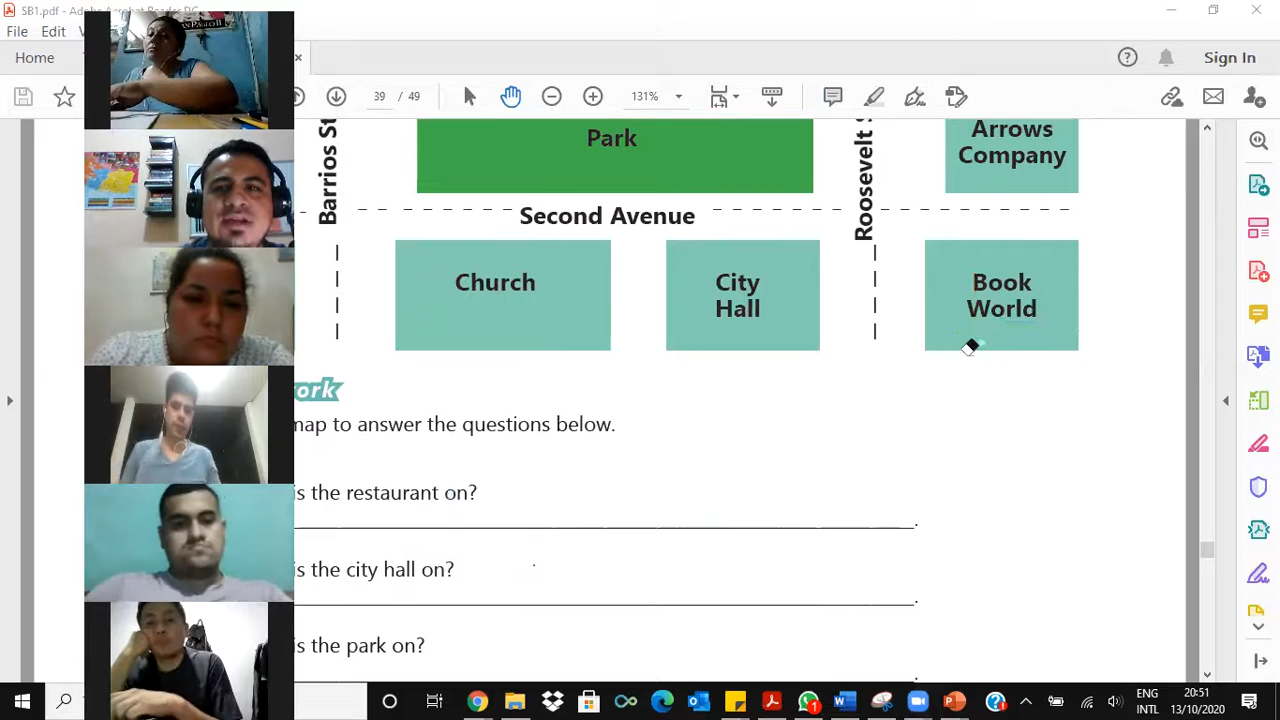 SB1.pdf - Adobe Acrobat Reader DC
File Edit
Home
Sign In
39 / 49
131%
Park
Arrows
Company
Barrios St
Roosevelt S
Second Avenue
Church
City
Hall
Book
World
ork
map to answer the questions below.
is the restaurant on?
is the city hall on?
is the park on?
ENG
INTL
20:51
13/10/2020